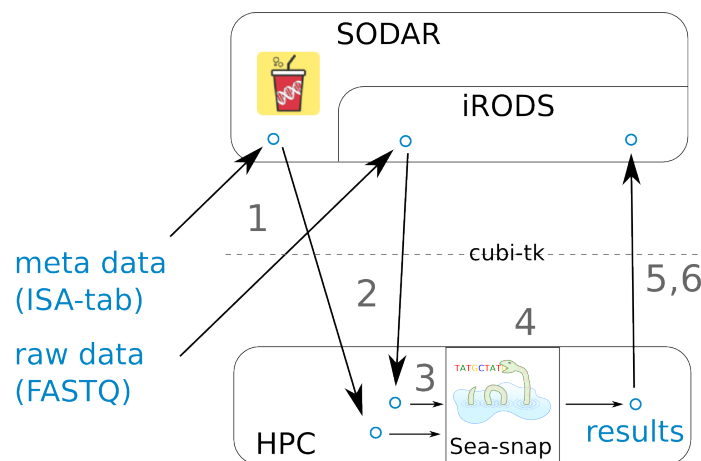 SODAR
iRODS
1
meta data
(ISA-tab)
cubi-tk
2
5,6
4
raw data
(FASTQ)
3
TATGCTAT
results
HPC
Sea-snap